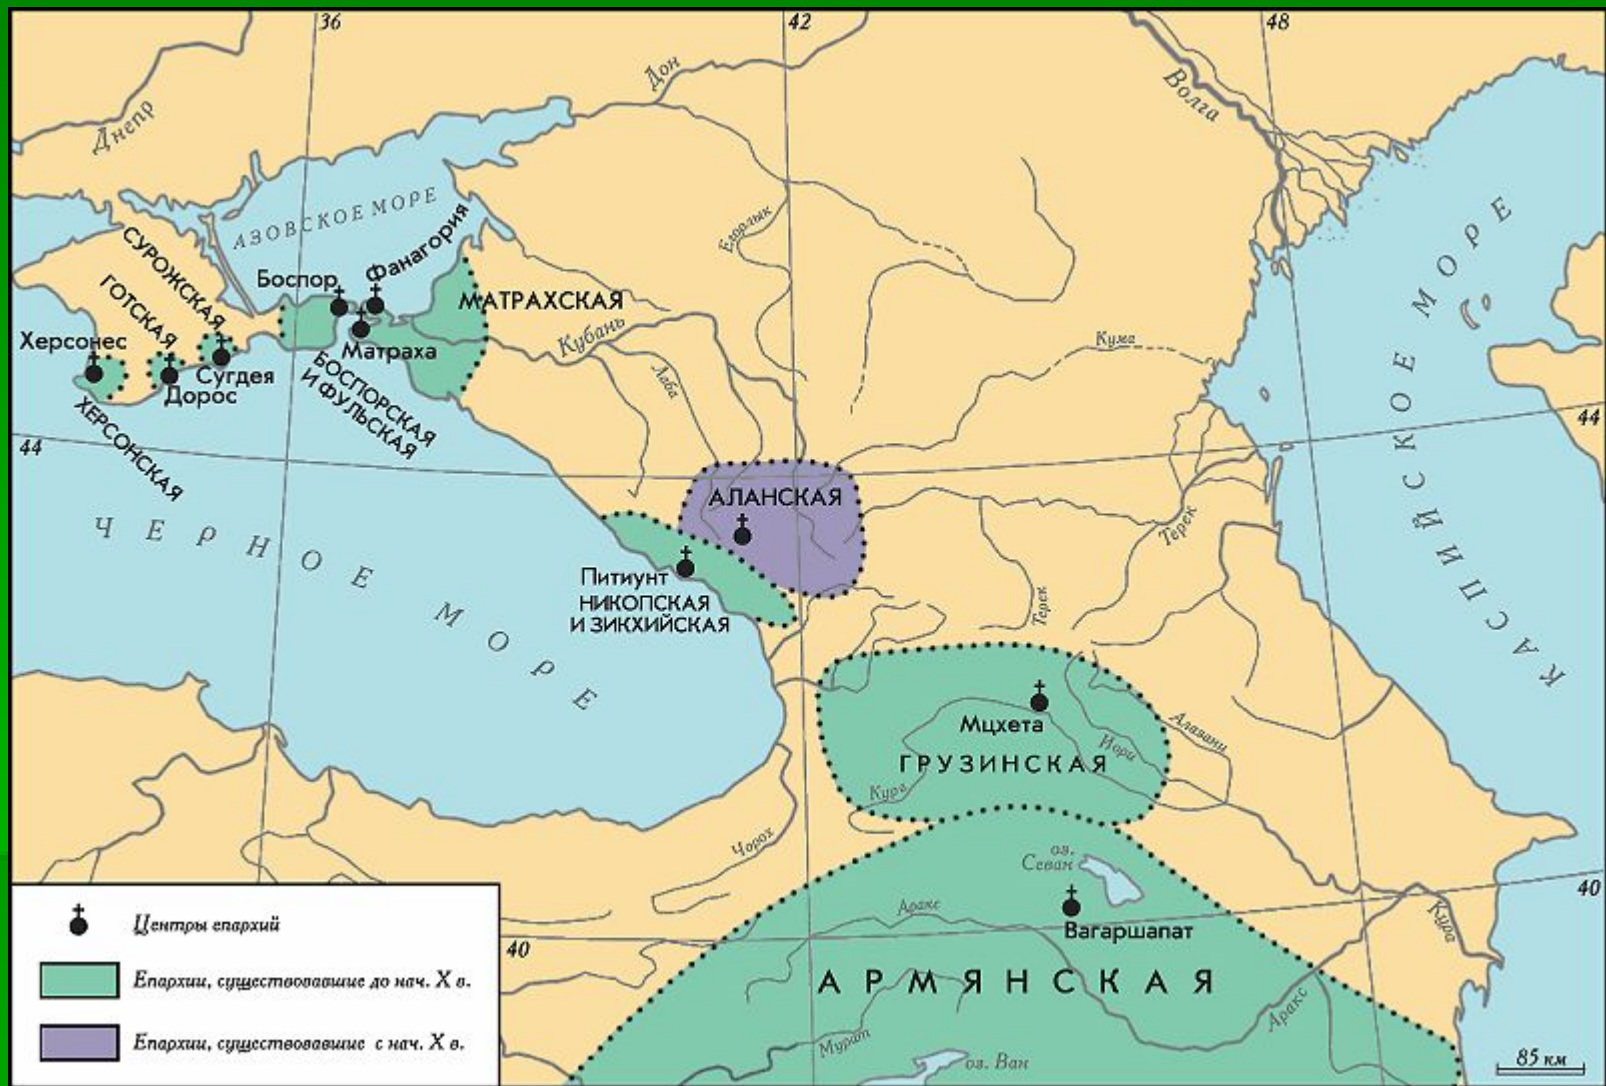 36
42
48
Днепр
Дон
Волга
АЗОВСКОЕ МОРЕ
Егорлык
СУРОЖСКАЯ
ГОТСКАЯ
Боспор
Фанагория
МАТРАХСКАЯ
Херсонес
Матраха
Кубань
Сугдея
Дорос
Лаба
Кума
БОСПОРСКАЯ
И ФУЛЬСКАЯ
ХЕРСОНСКАЯ
44
44
ЧЕРНОЕ МОРЕ
КАСПИЙСКОЕ МОРЕ
АЛАНСКАЯ
Терек
Питиунт
НИКОПСКАЯ
И ЗИКХИЙСКАЯ
Терек
Мцхета
Алазани
Иори
ГРУЗИНСКАЯ
Кура
Чорох
оз.
Севан
40
Аракс
Вагаршапат
Кура
40
АРМЯНСКАЯ
Аракс
Мурат
оз. Ван
85 км
Центры епархий
Епархии, существовавшие до нач. X в.
Епархии, существовавшие с нач. X в.